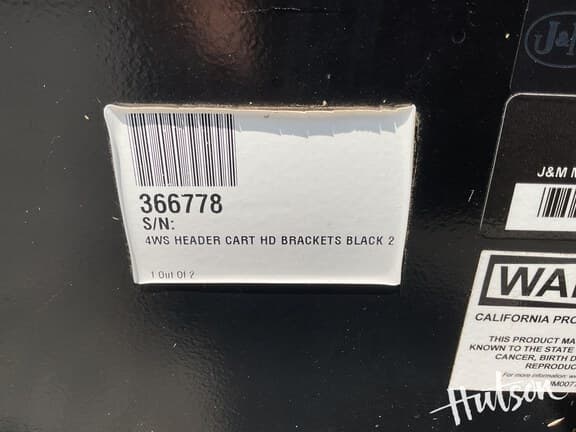 366778
S/N:
4WS HEADER CART HD BRACKETS BLACK 2
1 Out Of 2
J&M
WA
CALIFORNIA PRO
THIS PRODUCT MA
KNOWN TO THE STATE
CANCER, BIRTH D
REPRODUC
For more information: ww
Hutson